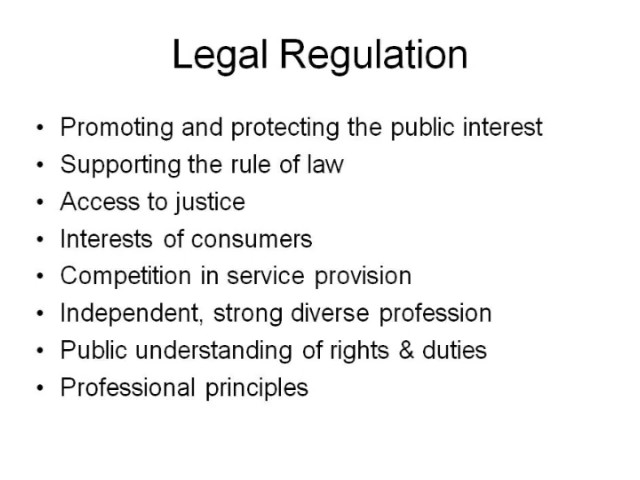 Legal Regulation
• Promoting and protecting the public interest
• Supporting the rule of law
• Access to justice
• Interests of consumers
• Competition in service provision
• Independent, strong diverse profession
• Public understanding of rights & duties
• Professional principles